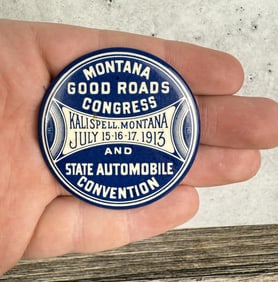 MONTANA
GOOD ROADS
CONGRESS
KALISPELL, MONTANA
JULY 15-16-17, 1913
AND
STATE AUTOMOBILE
CONVENTION